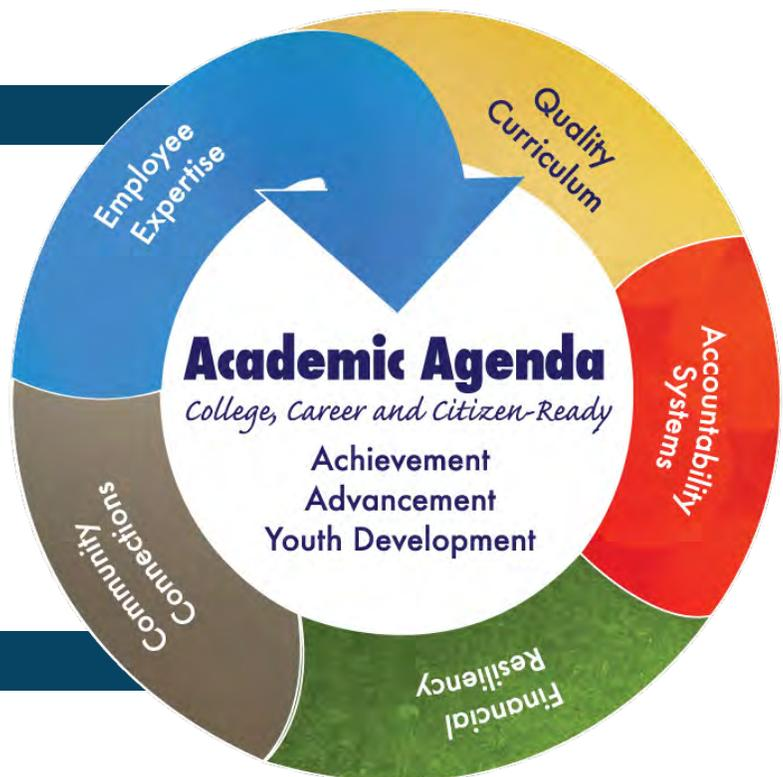 Employee
Expertise
Quality
Curriculum
Accountability
Systems
Financial
Resiliency
Community
Connections
Academic Agenda
College, Career and Citizen-Ready
Achievement
Advancement
Youth Development